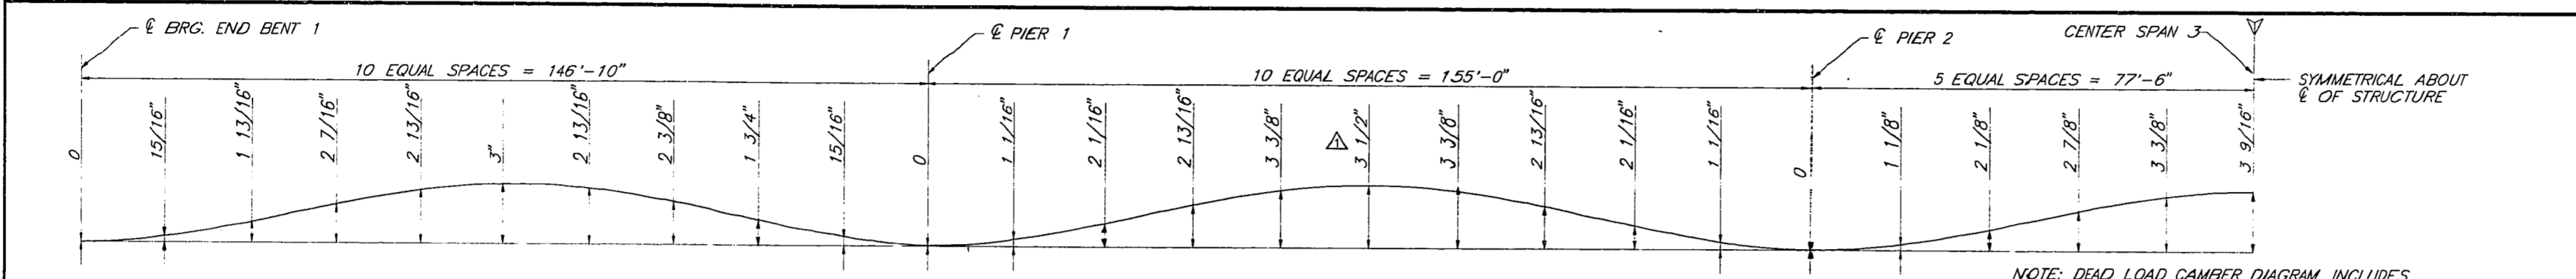 ℄ BRG. END BENT 1
℄ PIER 1
℄ PIER 2
CENTER SPAN 3
10 EQUAL SPACES = 146'-10"
10 EQUAL SPACES = 155'-0"
5 EQUAL SPACES = 77'-6"
SYMMETRICAL ABOUT
℄ OF STRUCTURE
0
15/16"
1 13/16"
2 7/16"
2 13/16"
3"
2 13/16"
2 3/8"
1 3/4"
15/16"
0
1 1/16"
2 1/16"
2 13/16"
3 3/8"
1
3 1/2"
3 3/8"
2 13/16"
2 1/16"
1 1/16"
0
1 1/8"
2 1/8"
2 7/8"
3 3/8"
3 9/16"
NOTE: DEAD LOAD CAMBER DIAGRAM INCLUDES